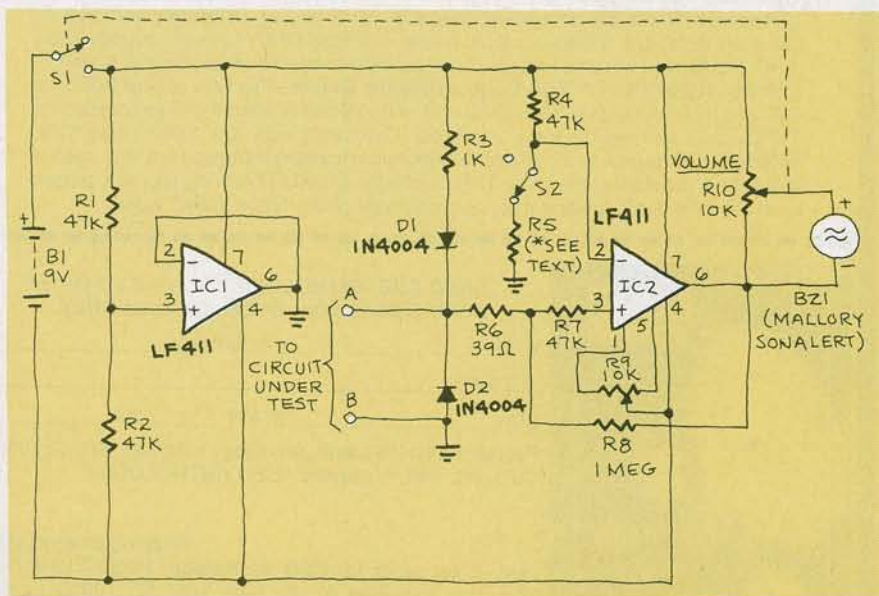 S1
R1
47K
+
B1
9V
R2
47K
2
-
7
IC1
6
3
+
4
LF411
R3
1K
D1
1N4004
A
TO
CIRCUIT
UNDER
TEST
B
D2
1N4004
R4
47K
S2
R5
(*SEE
TEXT)
LF411
R6
39Ω
R7
47K
2
-
7
IC2
6
3
+
5
4
1
R9
10K
R8
1 MEG
VOLUME
R10
10K
+
-
BZ1
(MALLORY
SONALERT)